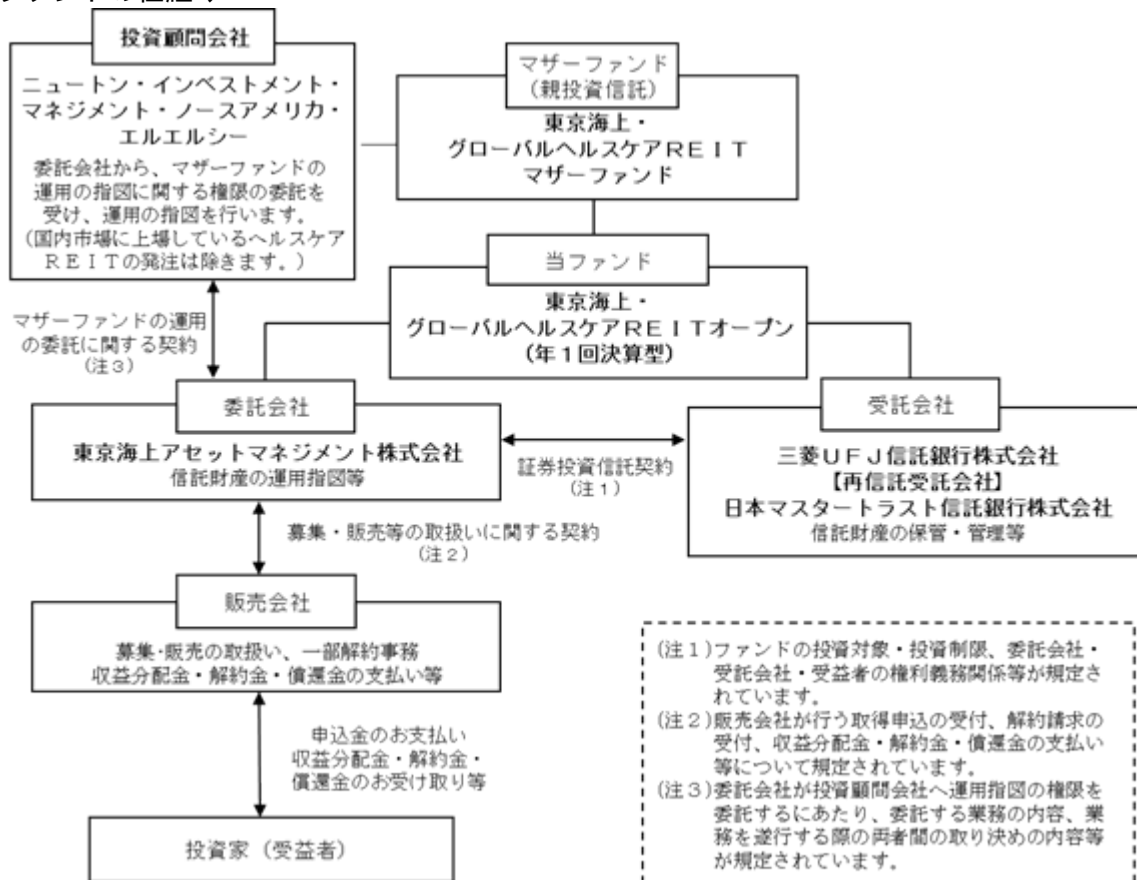 投資顧問会社
ニュートン・インベストメント・
マネジメント・ノースアメリカ・
エルエルシー
委託会社から、マザーファンドの
運用の指図に関する権限の委託を
受け、運用の指図を行います。
（国内市場に上場しているヘルスケア
ＲＥＩＴの発注は除きます。）
マザーファンド
（親投資信託）
東京海上・
グローバルヘルスケアＲＥＩＴ
マザーファンド
当ファンド
東京海上・
グローバルヘルスケアＲＥＩＴオープン
（年１回決算型）
マザーファンドの運用
の委託に関する契約
（注３）
委託会社
東京海上アセットマネジメント株式会社
信託財産の運用指図等
証券投資信託契約
（注１）
受託会社
三菱ＵＦＪ信託銀行株式会社
【再信託受託会社】
日本マスタートラスト信託銀行株式会社
信託財産の保管・管理等
募集・販売等の取扱いに関する契約
（注２）
販売会社
募集・販売の取扱い、一部解約事務
収益分配金・解約金・償還金の支払い等
申込金のお支払い
収益分配金・解約金・
償還金のお受け取り等
投資家（受益者）
（注１）ファンドの投資対象・投資制限、委託会社・
受託会社・受益者の権利義務関係等が規定さ
れています。
（注２）販売会社が行う取得申込の受付、解約請求の
受付、収益分配金・解約金・償還金の支払い
等について規定されています。
（注３）委託会社が投資顧問会社へ運用指図の権限を
委託するにあたり、委託する業務の内容、業
務を遂行する際の両者間の取り決めの内容等
が規定されています。